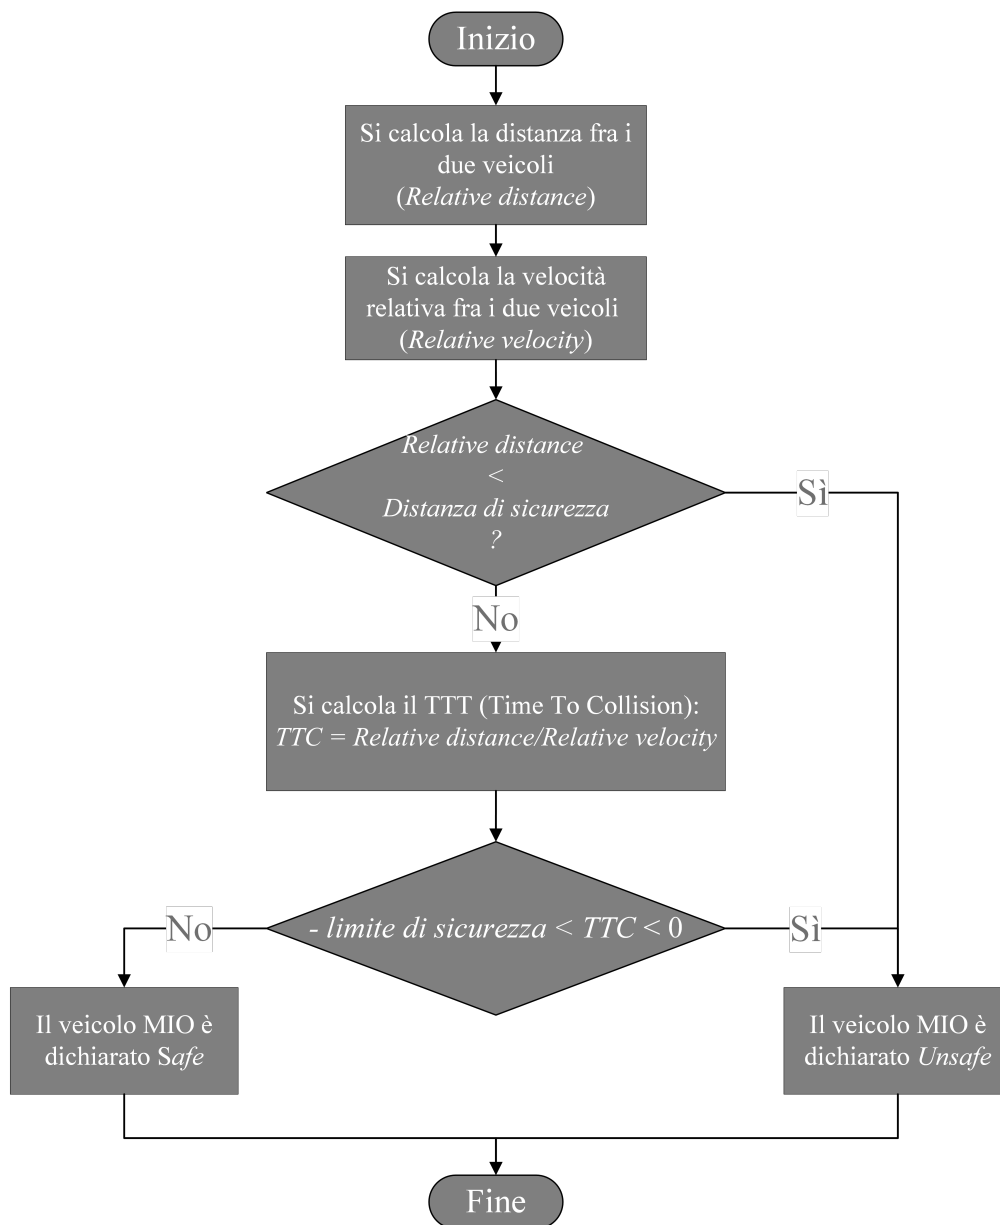 Inizio
Si calcola la distanza fra i
due veicoli
(Relative distance)
Si calcola la velocità
relativa fra i due veicoli
(Relative velocity)
Relative distance
<
Distanza di sicurezza
?
Sì
No
Si calcola il TTT (Time To Collision):
TTC = Relative distance/Relative velocity
- limite di sicurezza < TTC < 0
No
Sì
Il veicolo MIO è
dichiarato Safe
Il veicolo MIO è
dichiarato Unsafe
Fine